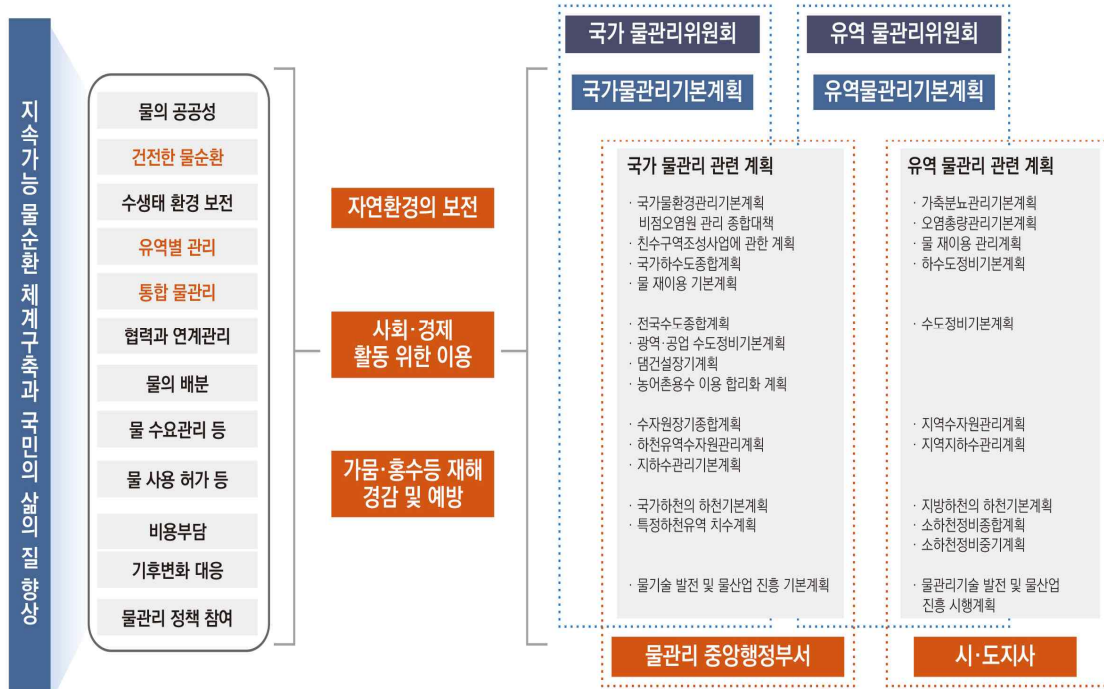 지속가능 물순환 체계구축과 국민의 삶의 질 향상
물의 공공성
건전한 물순환
수생태 환경 보전
유역별 관리
통합 물관리
협력과 연계관리
물의 배분
물 수요관리 등
물 사용 허가 등
비용부담
기후변화 대응
물관리 정책 참여
자연환경의 보전
사회·경제
활동 위한 이용
가뭄·홍수등 재해
경감 및 예방
국가 물관리위원회
국가물관리기본계획
유역 물관리위원회
유역물관리기본계획
국가 물관리 관련 계획
· 국가물환경관리기본계획
비점오염원 관리 종합대책
· 친수구역조성사업에 관한 계획
· 국가하수도종합계획
· 물 재이용 기본계획
· 전국수도종합계획
· 광역·공업 수도정비기본계획
· 댐건설장기계획
· 농어촌용수 이용 합리화 계획
· 수자원장기종합계획
· 하천유역수자원관리계획
· 지하수관리기본계획
· 국가하천의 하천기본계획
· 특정하천유역 치수계획
· 물기술 발전 및 물산업 진흥 기본계획
물관리 중앙행정부서
유역 물관리 관련 계획
· 가축분뇨관리기본계획
· 오염총량관리기본계획
· 물 재이용 관리계획
· 하수도정비기본계획
· 수도정비기본계획
· 지역수자원관리계획
· 지역지하수관리계획
· 지방하천의 하천기본계획
· 소하천정비종합계획
· 소하천정비중기계획
· 물관리기술 발전 및 물산업
진흥 시행계획
시·도지사